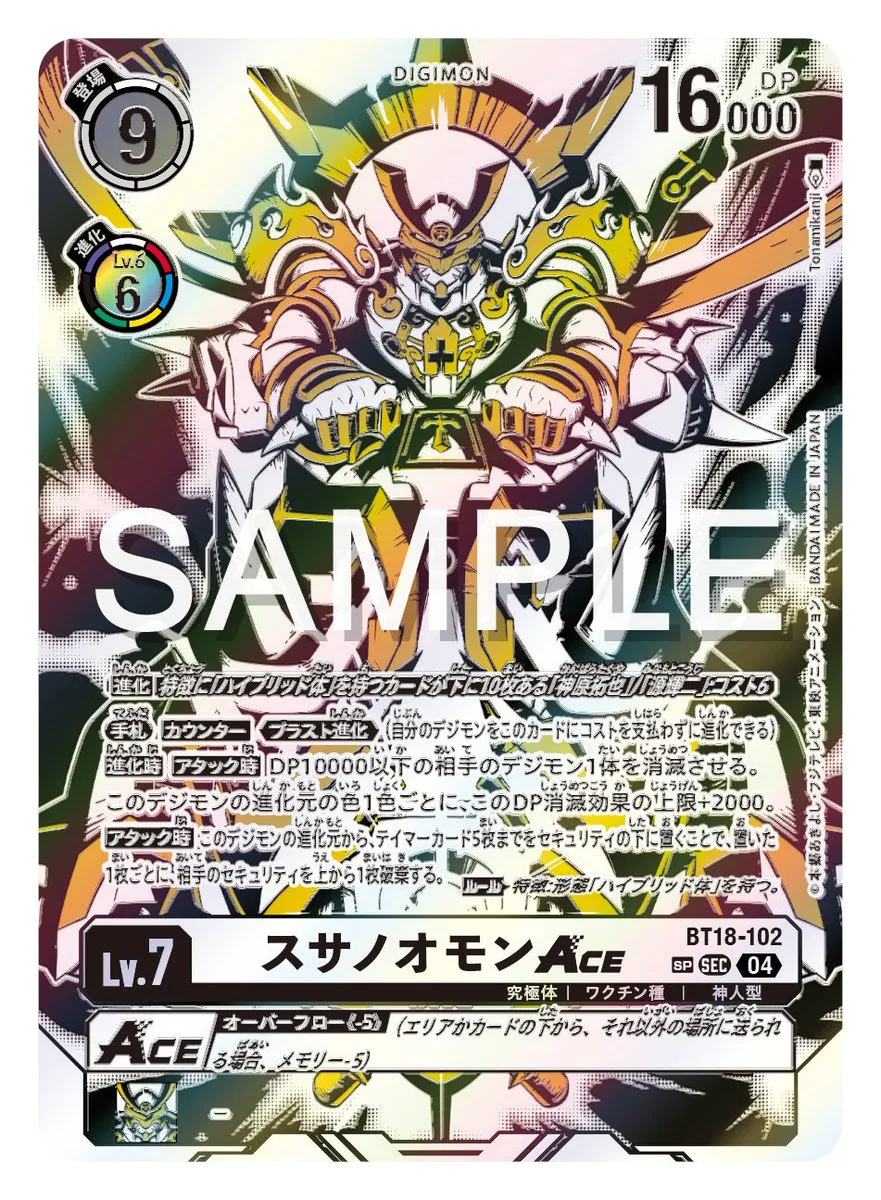 登場
9
DIGIMON
16000
DP
進化
Lv.6
6
Tonamikanji
SAMPLE
進化 特徴に「ハイブリッド体」を持つカードが下に10枚ある「神原拓也」/「源輝二」:コスト6
手札 カウンター ブラスト進化 (自分のデジモンをこのカードにコストを支払わずに進化できる)
進化時 アタック時 DP10000以下の相手のデジモン1体を消滅させる。
このデジモンの進化元の色1色ごとに、このDP消滅効果の上限+2000。
アタック時 このデジモンの進化元から、テイマーカード5枚までをセキュリティの下に置くことで、置いた
1枚ごとに、相手のセキュリティを上から1枚破棄する。
ルール 特徴:形態「ハイブリッド体」を持つ。
©本郷あきよし・フジテレビ・東映アニメーション BANDAI | MADE IN JAPAN
Lv.7
スサノオモンACE
BT18-102
SP SEC 04
究極体 | ワクチン種 | 神人型
ACE
オーバーフロー《-5》 (エリアかカードの下から、それ以外の場所に送られ
る場合、メモリー-5)
-